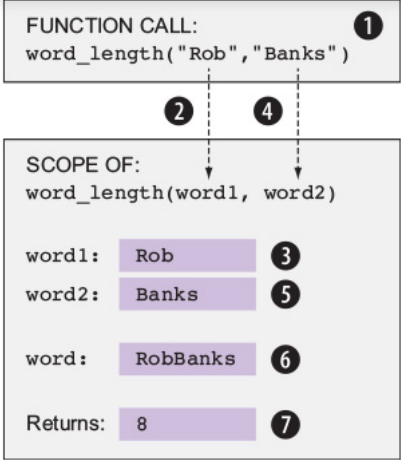 FUNCTION CALL: 1
word_length("Rob","Banks")
2 4
SCOPE OF:
word_length(word1, word2)
word1: Rob 3
word2: Banks 5
word: RobBanks 6
Returns: 8 7